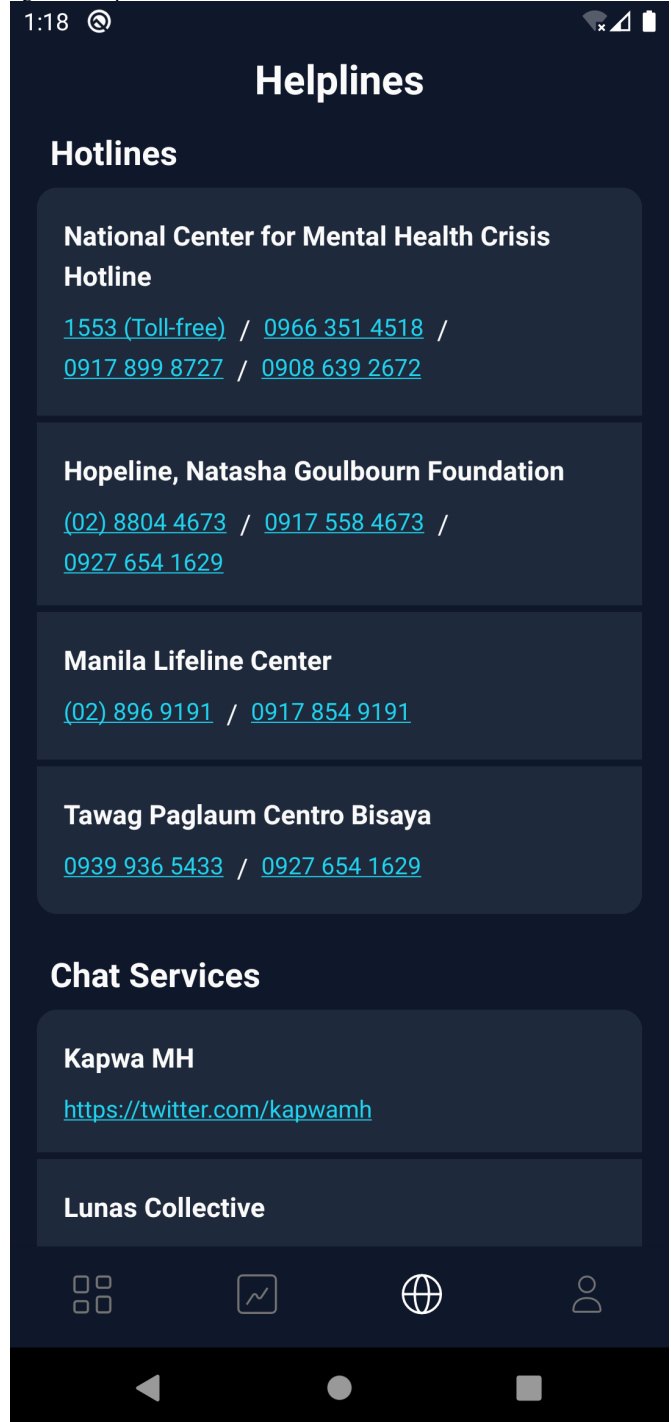 1:18
Helplines
Hotlines
National Center for Mental Health Crisis
Hotline
1553 (Toll-free) / 0966 351 4518 /
0917 899 8727 / 0908 639 2672
Hopeline, Natasha Goulbourn Foundation
(02) 8804 4673 / 0917 558 4673 /
0927 654 1629
Manila Lifeline Center
(02) 896 9191 / 0917 854 9191
Tawag Paglaum Centro Bisaya
0939 936 5433 / 0927 654 1629
Chat Services
Kapwa MH
https://twitter.com/kapwamh
Lunas Collective